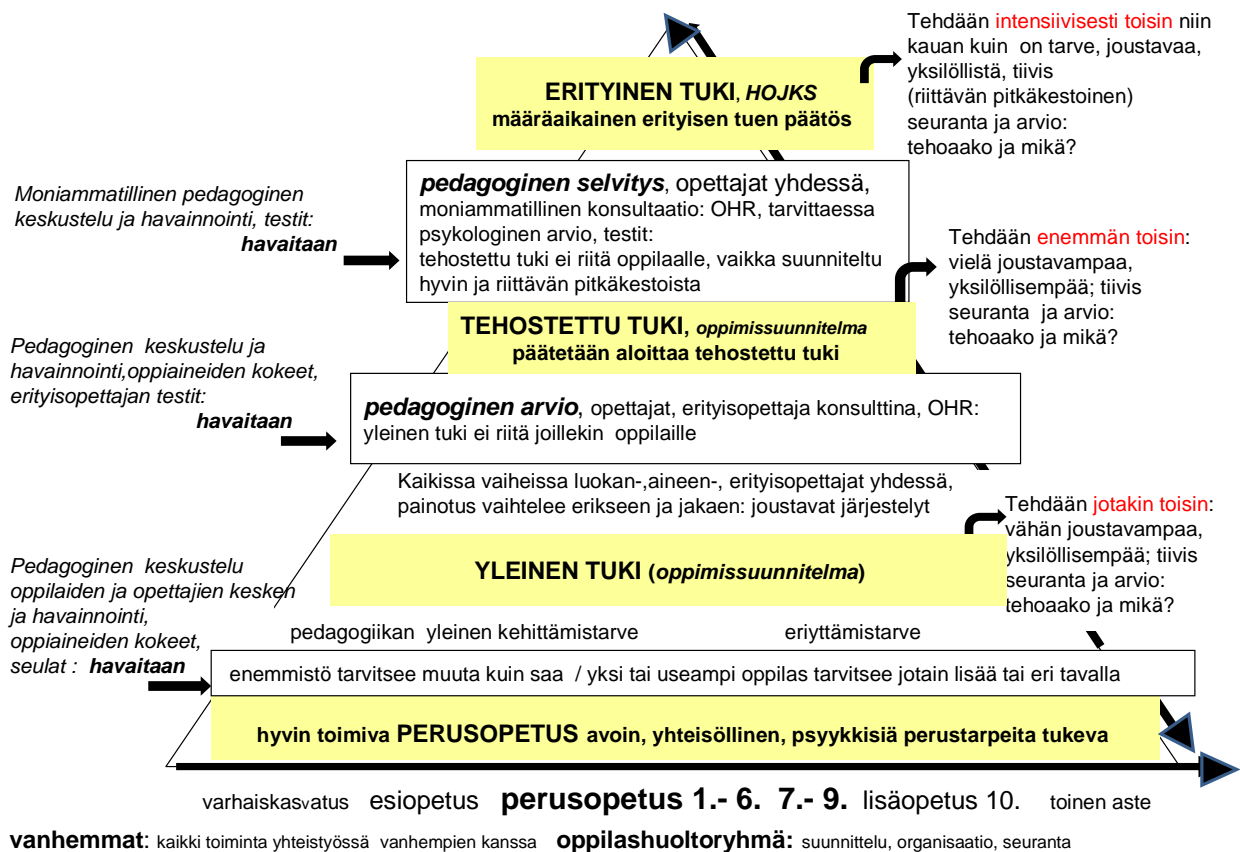 Tehdään intensiivisesti toisin niin
kauan kuin on tarve, joustavaa,
yksilöllistä, tiivis
(riittävän pitkäkestoinen)
seuranta ja arvio:
tehoaako ja mikä?
ERITYINEN TUKI, HOJKS
määräaikainen erityisen tuen päätös
Moniammatillinen pedagoginen
keskustelu ja havainnointi, testit:
havaitaan
pedagoginen selvitys, opettajat yhdessä,
moniammatillinen konsultaatio: OHR, tarvittaessa
psykologinen arvio, testit:
tehostettu tuki ei riitä oppilaalle, vaikka suunniteltu
hyvin ja riittävän pitkäkestoista
Tehdään enemmän toisin:
vielä joustavampaa,
yksilöllisempää; tiivis
seuranta ja arvio:
tehoaako ja mikä?
TEHOSTETTU TUKI, oppimissuunnitelma
päätetään aloittaa tehostettu tuki
Pedagoginen keskustelu ja
havainnointi,oppiaineiden kokeet,
erityisopettajan testit:
havaitaan
pedagoginen arvio, opettajat, erityisopettaja konsulttina, OHR:
yleinen tuki ei riitä joillekin oppilaille
Kaikissa vaiheissa luokan-,aineen-, erityisopettajat yhdessä,
painotus vaihtelee erikseen ja jakaen: joustavat järjestelyt
Tehdään jotakin toisin:
vähän joustavampaa,
yksilöllisempää; tiivis
seuranta ja arvio:
tehoaako ja mikä?
YLEINEN TUKI (oppimissuunnitelma)
Pedagoginen keskustelu
oppilaiden ja opettajien kesken
ja havainnointi,
oppiaineiden kokeet,
seulat : havaitaan
pedagogiikan yleinen kehittämistarve eriyttämistarve
enemmistö tarvitsee muuta kuin saa / yksi tai useampi oppilas tarvitsee jotain lisää tai eri tavalla
hyvin toimiva PERUSOPETUS avoin, yhteisöllinen, psyykkisiä perustarpeita tukeva
varhaiskasvatus esiopetus perusopetus 1.- 6. 7.- 9. lisäopetus 10. toinen aste
vanhemmat: kaikki toiminta yhteistyössä vanhempien kanssa oppilashuoltoryhmä: suunnittelu, organisaatio, seuranta